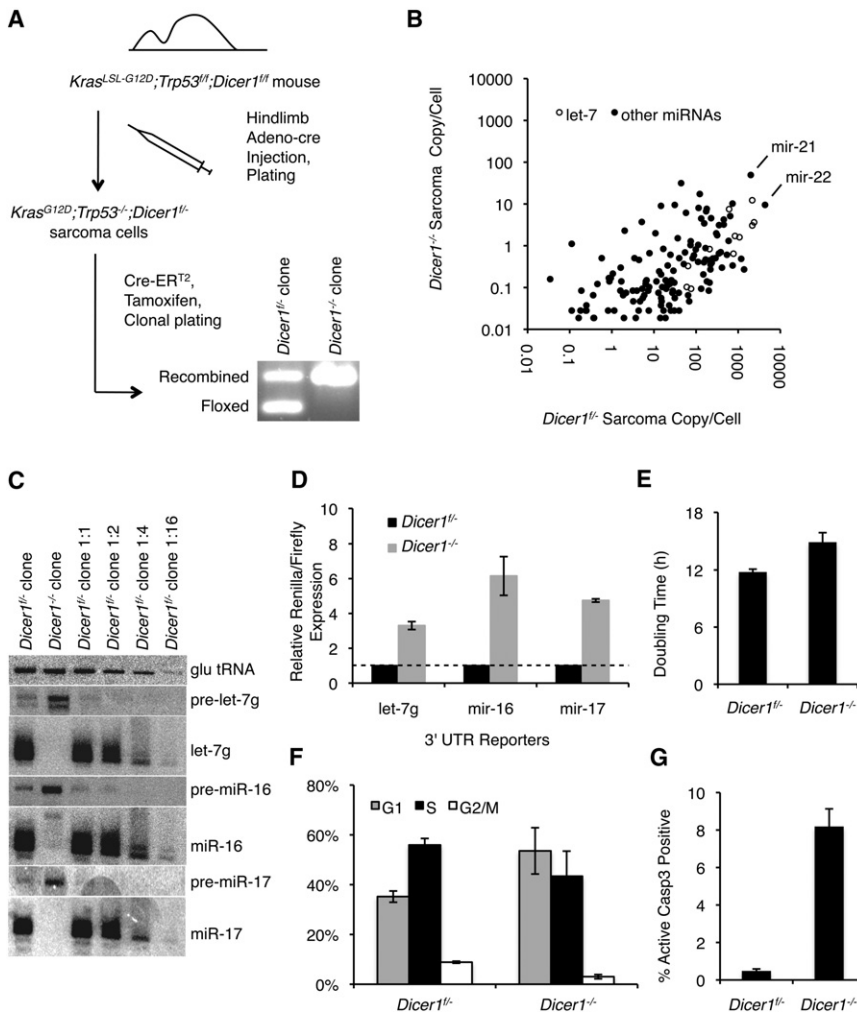 A
Kras^LSL-G12D;Trp53^f/f;Dicer1^f/f mouse
Hindlimb
Adeno-cre
Injection,
Plating
Kras^G12D;Trp53^-/-;Dicer1^f/-
sarcoma cells
Cre-ER^T2,
Tamoxifen,
Clonal plating
Dicer1^f/- clone
Dicer1^-/- clone
Recombined
Floxed
B
Dicer1^-/- Sarcoma Copy/Cell
10000
1000
100
10
1
0.1
0.01
let-7
other miRNAs
mir-21
mir-22
0.01
0.1
1
10
100
1000
10000
Dicer1^f/- Sarcoma Copy/Cell
C
Dicer1^f/- clone
Dicer1^-/- clone
Dicer1^f/- clone 1:1
Dicer1^f/- clone 1:2
Dicer1^f/- clone 1:4
Dicer1^f/- clone 1:16
glu tRNA
pre-let-7g
let-7g
pre-miR-16
miR-16
pre-miR-17
miR-17
D
Relative Renilla/Firefly
Expression
10
8
6
4
2
0
Dicer1^f/-
Dicer1^-/-
let-7g
mir-16
mir-17
3' UTR Reporters
E
Doubling Time (h)
18
12
6
0
Dicer1^f/-
Dicer1^-/-
F
80%
60%
40%
20%
0%
G1
S
G2/M
Dicer1^f/-
Dicer1^-/-
G
% Active Casp3 Positive
10
8
6
4
2
0
Dicer1^f/-
Dicer1^-/-